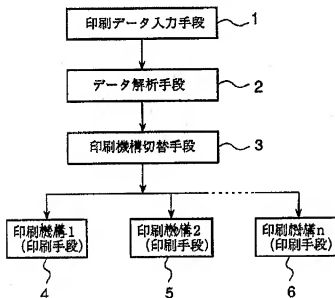 印刷データ入力手段 1
データ解析手段 2
印刷機構切替手段 3
印刷機構1 印刷機構2 印刷機構n
(印刷手段) (印刷手段) (印刷手段)
4 5 6